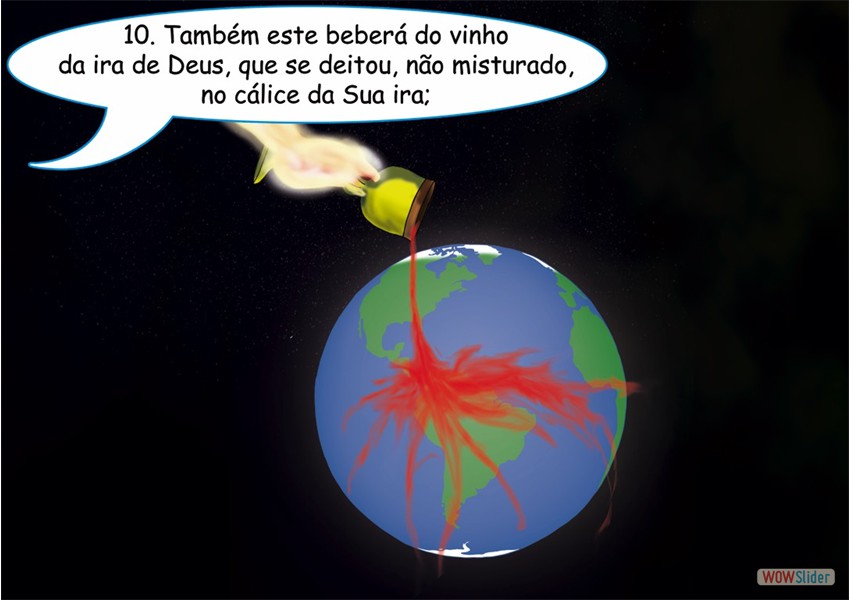 10. Também este beberá do vinho
da ira de Deus, que se deitou, não misturado,
no cálice da Sua ira;
WOWSlider